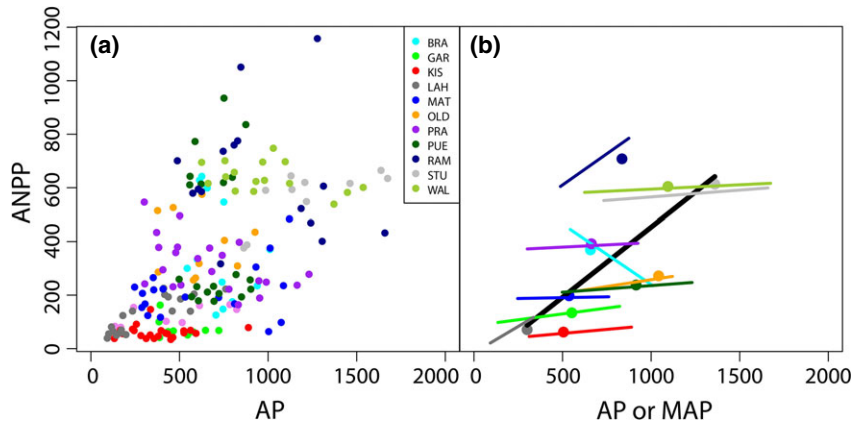 (a)
(b)
ANPP
1200
1000
800
600
400
200
0
BRA
GAR
KIS
LAH
MAT
OLD
PRA
PUE
RAM
STU
WAL
0 500 1000 1500 2000
0 500 1000 1500 2000
AP
AP or MAP